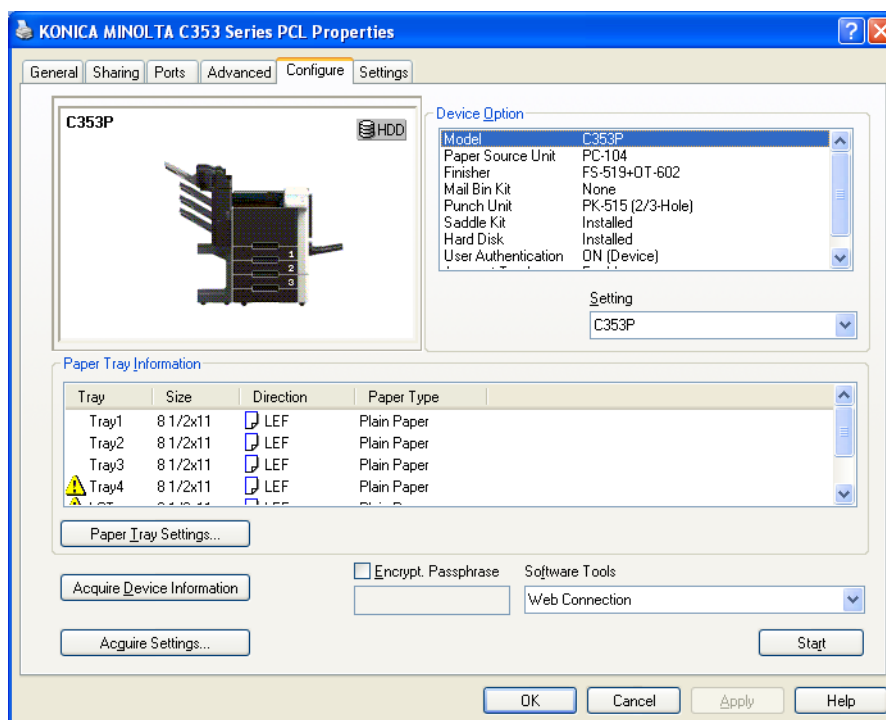 KONICA MINOLTA C353 Series PCL Properties
General Sharing Ports Advanced Configure Settings
C353P
HDD
1
2
3
Device Option
Model C353P
Paper Source Unit PC-104
Finisher FS-519+OT-602
Mail Bin Kit None
Punch Unit PK-515 (2/3-Hole)
Saddle Kit Installed
Hard Disk Installed
User Authentication ON (Device)
Setting
C353P
Paper Tray Information
Tray Size Direction Paper Type
Tray1 8 1/2x11 LEF Plain Paper
Tray2 8 1/2x11 LEF Plain Paper
Tray3 8 1/2x11 LEF Plain Paper
Tray4 8 1/2x11 LEF Plain Paper
Paper Tray Settings...
Acquire Device Information
Encrypt. Passphrase
Software Tools
Web Connection
Acquire Settings...
Start
OK Cancel Apply Help